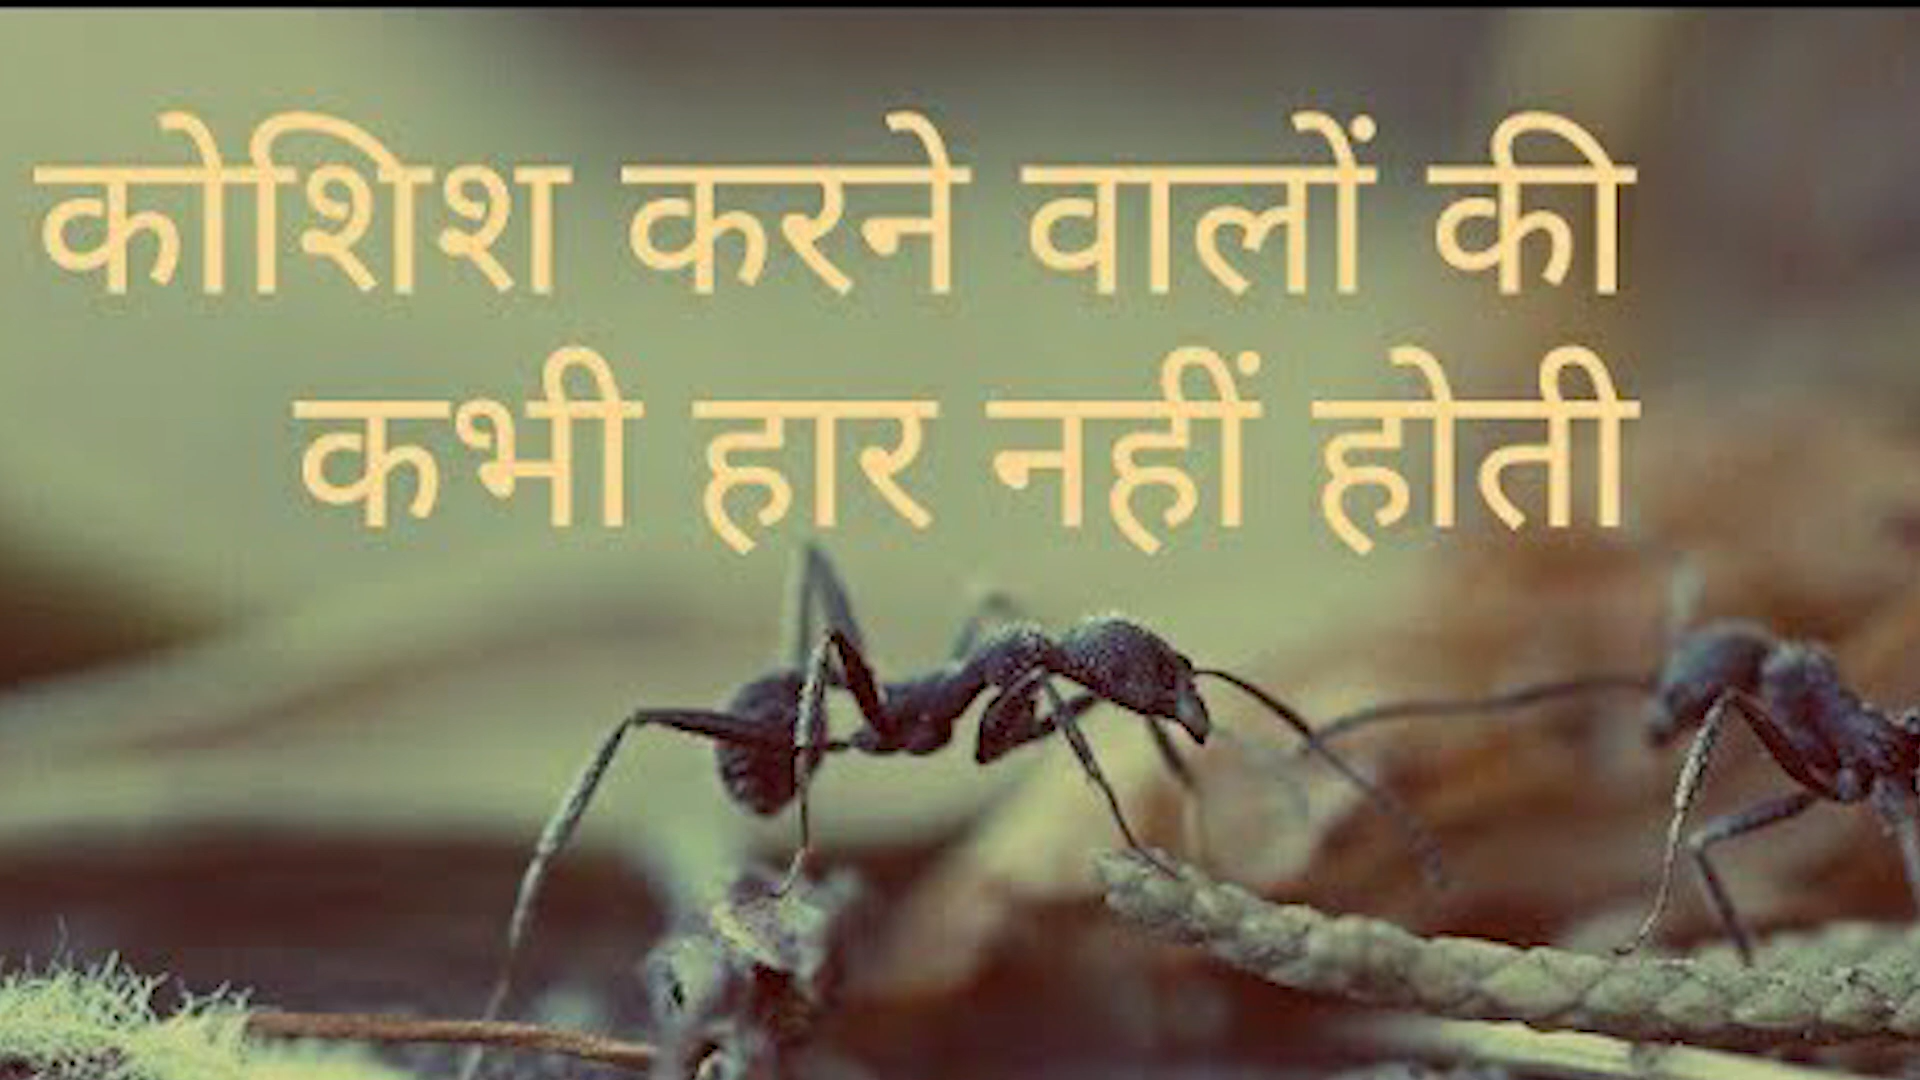 कोशिश करने वालों की
कभी हार नहीं होती